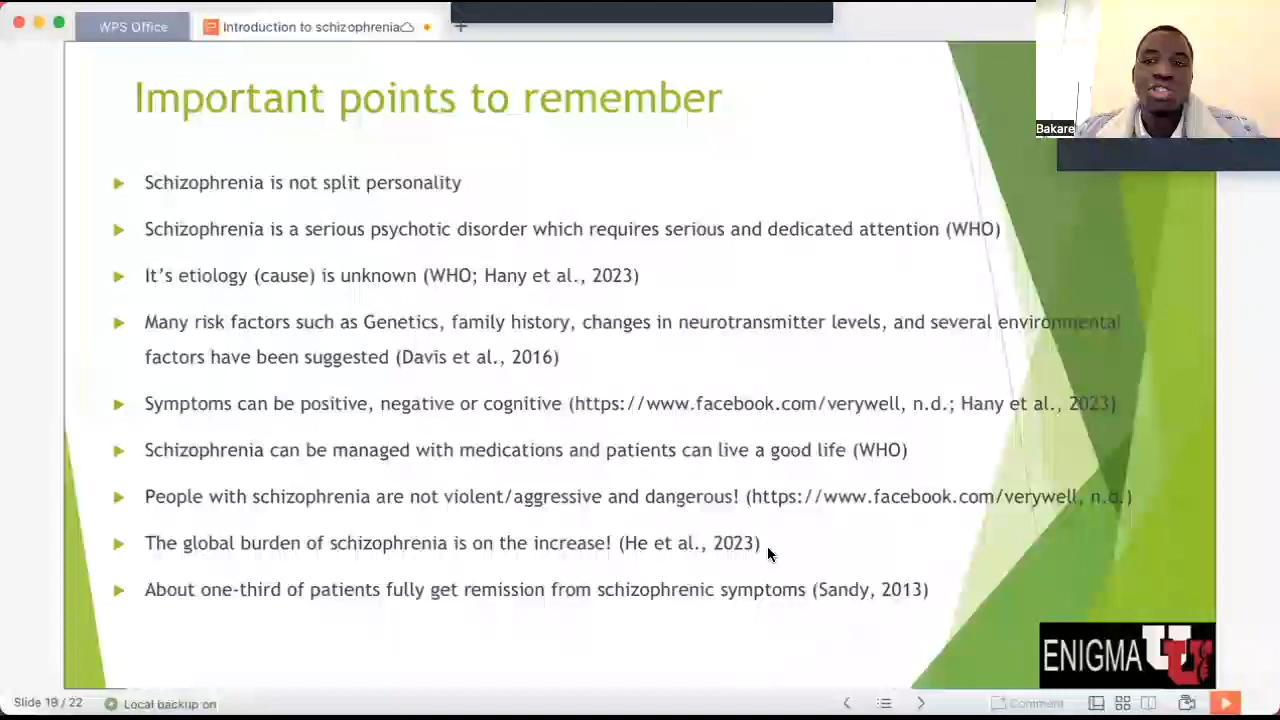 WPS Office
Introduction to schizophrenia
+
Bakare
Important points to remember
Schizophrenia is not split personality
Schizophrenia is a serious psychotic disorder which requires serious and dedicated attention (WHO)
It’s etiology (cause) is unknown (WHO; Hany et al., 2023)
Many risk factors such as Genetics, family history, changes in neurotransmitter levels, and several environmental
factors have been suggested (Davis et al., 2016)
Symptoms can be positive, negative or cognitive (https://www.facebook.com/verywell, n.d.; Hany et al., 2023)
Schizophrenia can be managed with medications and patients can live a good life (WHO)
People with schizophrenia are not violent/aggressive and dangerous! (https://www.facebook.com/verywell, n.d.)
The global burden of schizophrenia is on the increase! (He et al., 2023)
About one-third of patients fully get remission from schizophrenic symptoms (Sandy, 2013)
ENIGMA U
Slide 19 / 22
Local backup on
Comment